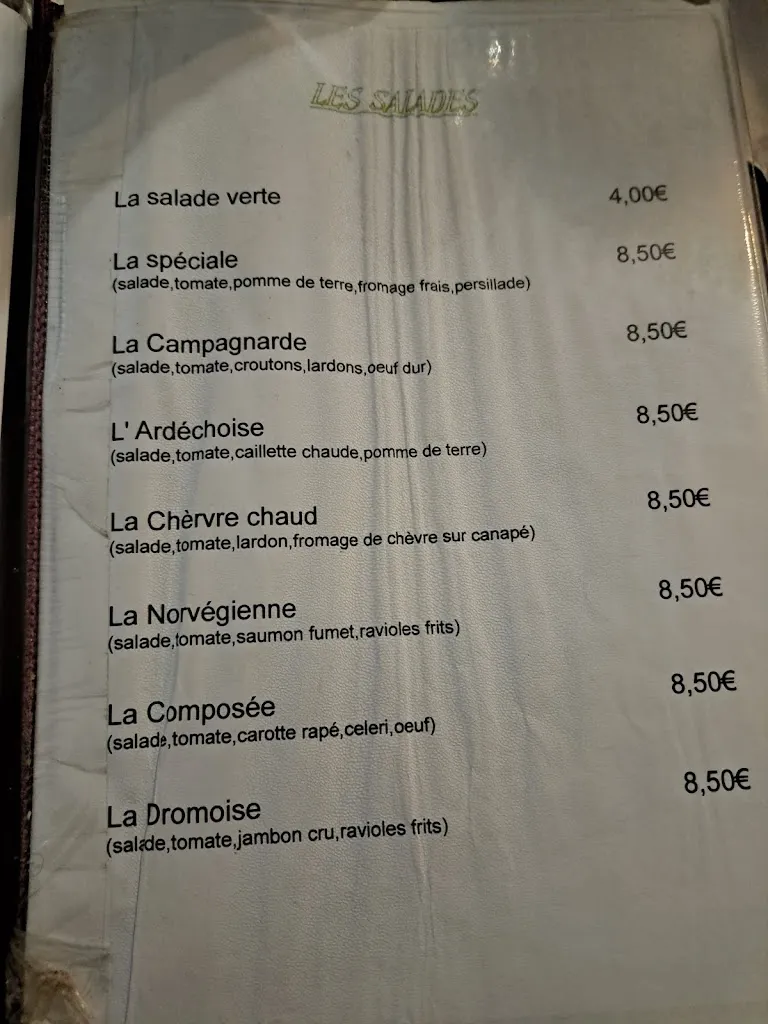 LES SALADES
La salade verte 4,00€
La spéciale 8,50€
(salade,tomate,pomme de terre,fromage frais,persillade)
La Campagnarde 8,50€
(salade,tomate,croutons,lardons,oeuf dur)
L' Ardéchoise 8,50€
(salade,tomate,caillette chaude,pomme de terre)
La Chèrvre chaud 8,50€
(salade,tomate,lardon,fromage de chèvre sur canapé)
La Norvégienne 8,50€
(salade,tomate,saumon fumet,ravioles frits)
La Composée 8,50€
(salade,tomate,carotte rapé,celeri,oeuf)
La Dromoise 8,50€
(salade,tomate,jambon cru,ravioles frits)